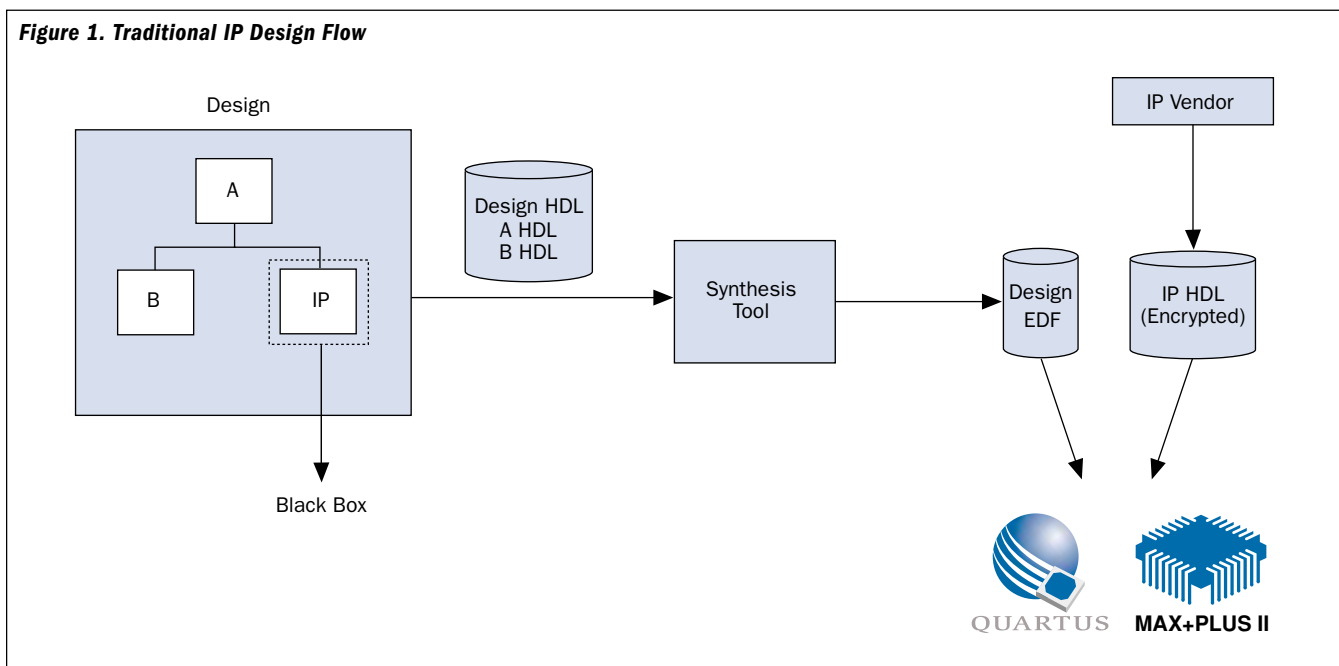 Figure 1. Traditional IP Design Flow
Design
IP Vendor
A
Design HDL
A HDL
B HDL
B
IP
Synthesis
Tool
Design
EDF
IP HDL
(Encrypted)
Black Box
QUARTUS
MAX+PLUS II